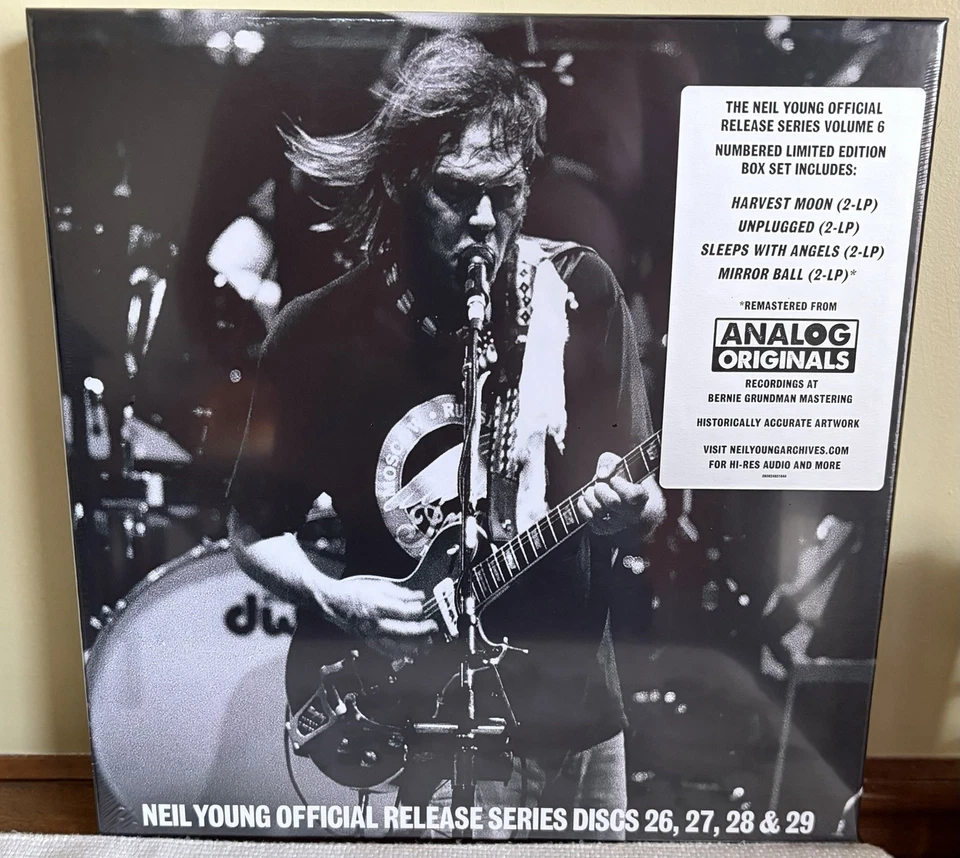 THE NEIL YOUNG OFFICIAL
RELEASE SERIES VOLUME 6
NUMBERED LIMITED EDITION
BOX SET INCLUDES:
HARVEST MOON (2-LP)
UNPLUGGED (2-LP)
SLEEPS WITH ANGELS (2-LP)
MIRROR BALL (2-LP)*
*REMASTERED FROM
ANALOG
ORIGINALS
RECORDINGS AT
BERNIE GRUNDMAN MASTERING
HISTORICALLY ACCURATE ARTWORK
VISIT NEILYOUNGARCHIVES.COM
FOR HI-RES AUDIO AND MORE
NEIL YOUNG OFFICIAL RELEASE SERIES DISCS 26, 27, 28 & 29